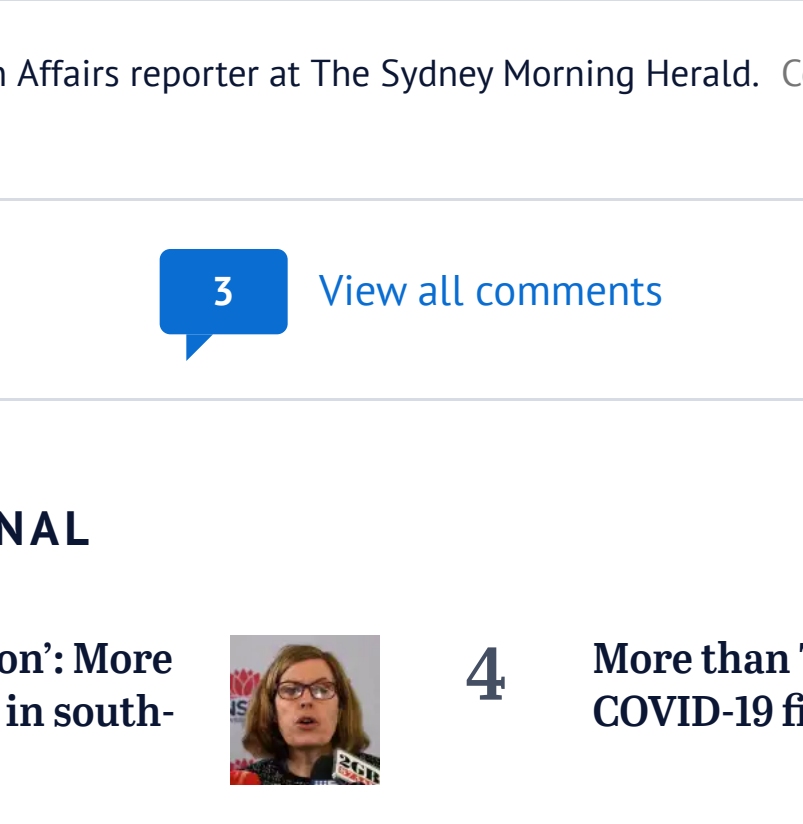 n Affairs reporter at The Sydney Morning Herald.
3 View all comments
NAL
on’: More
in south-
4
More than
COVID-19
2GB